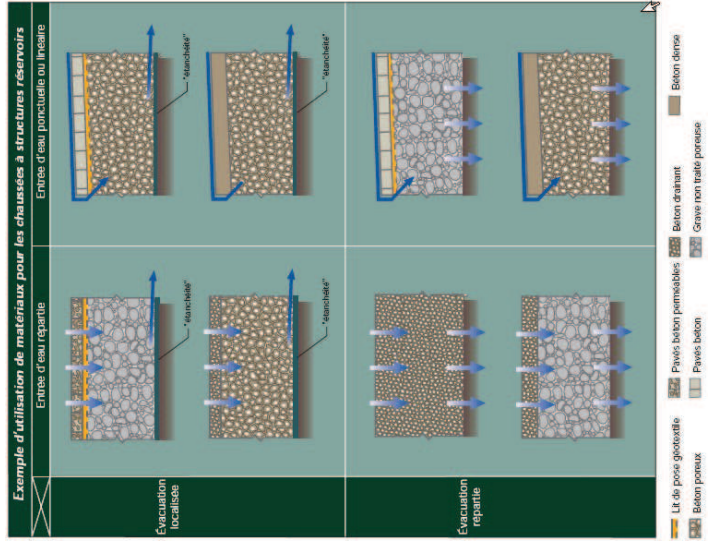 Exemple d'utilisation de matériaux pour les chaussées à structures réservoirs
Entrée d'eau répartie
Entrée d'eau ponctuelle ou linéaire
Évacuation
localisée
"étanchéité"
"étanchéité"
"étanchéité"
"étanchéité"
Évacuation
répartie
Lit de pose géotextile
Pavés béton perméables
Béton drainant
Béton dense
Béton poreux
Pavés béton
Grave non traité poreuse